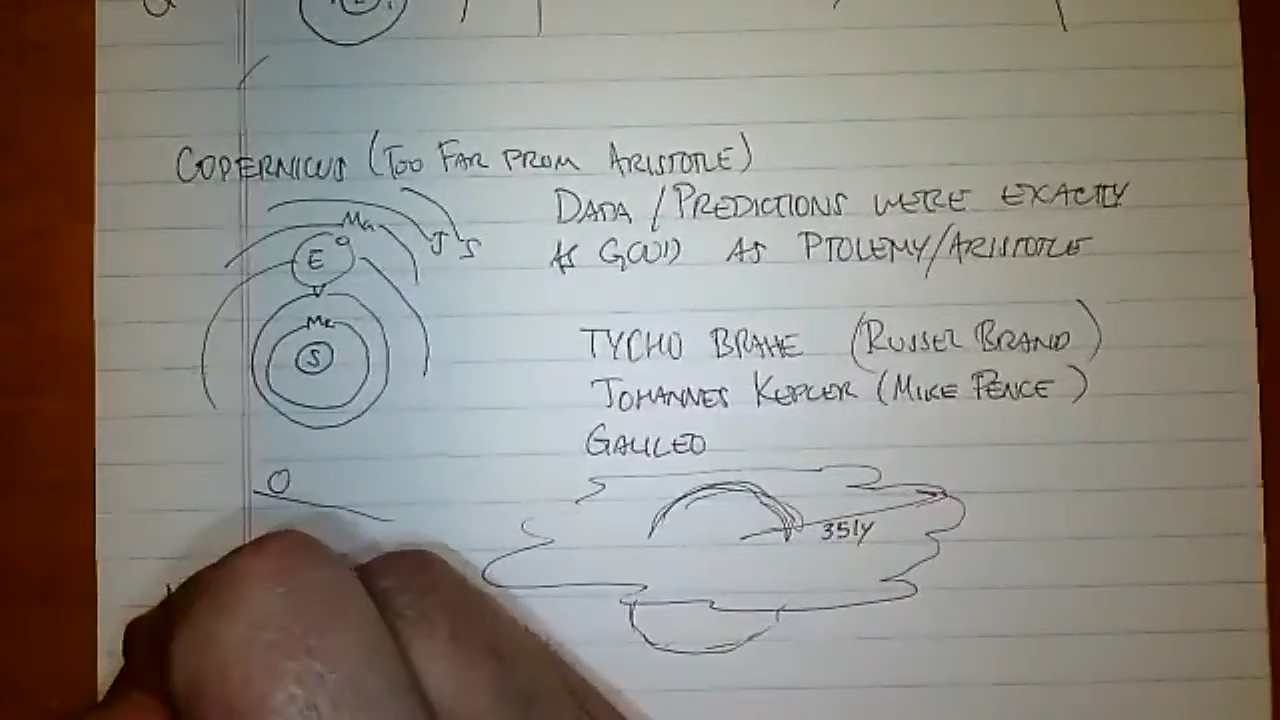 COPERNICUS (TOO FAR FROM ARISTOTLE)
DATA/PREDICTIONS WERE EXACTLY
AS GOOD AS PTOLEMY/ARISTOTLE
Ma
J S
E
V
Me
S
TYCHO BRAHE (RUSSEL BRAND)
JOHANNES KEPLER (MIKE PENCE)
GALILEO
35ly